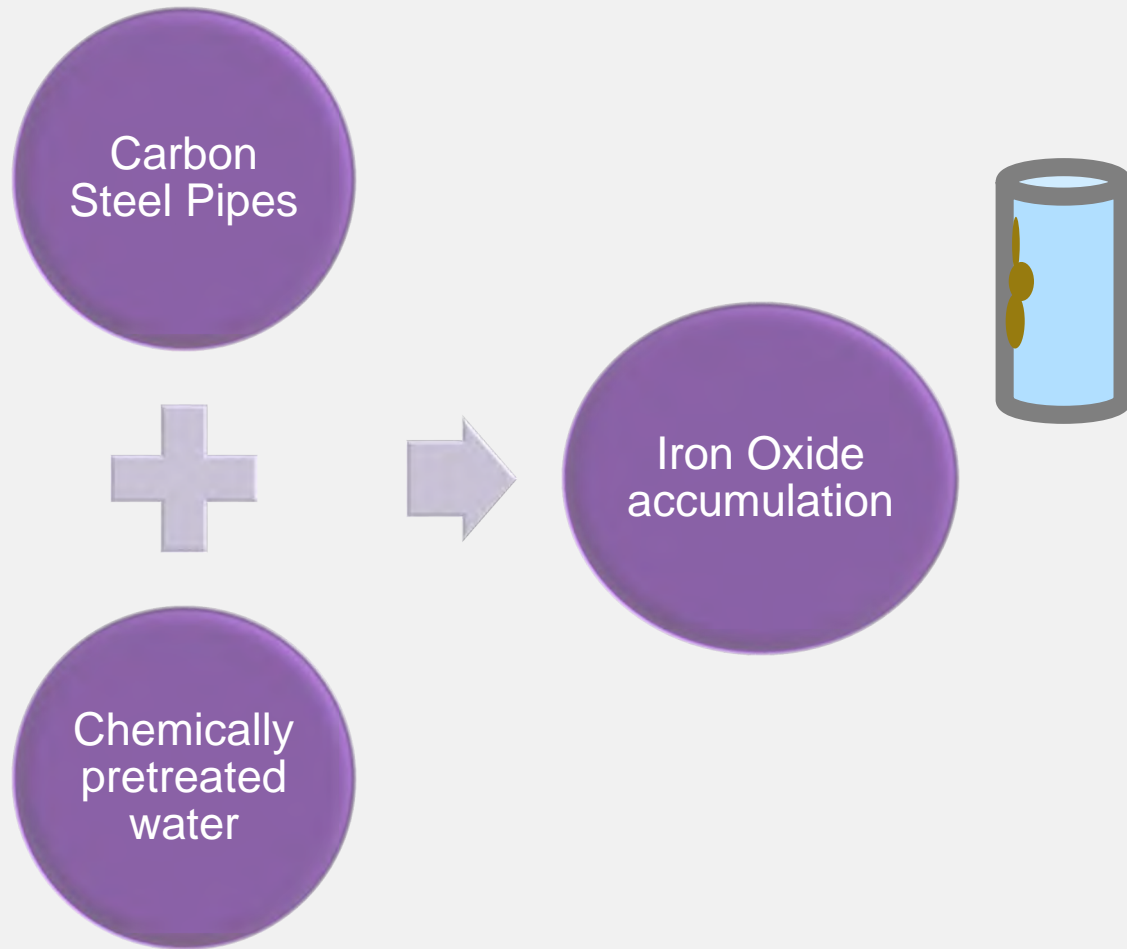 Carbon
Steel Pipes
Iron Oxide
accumulation
Chemically
pretreated
water